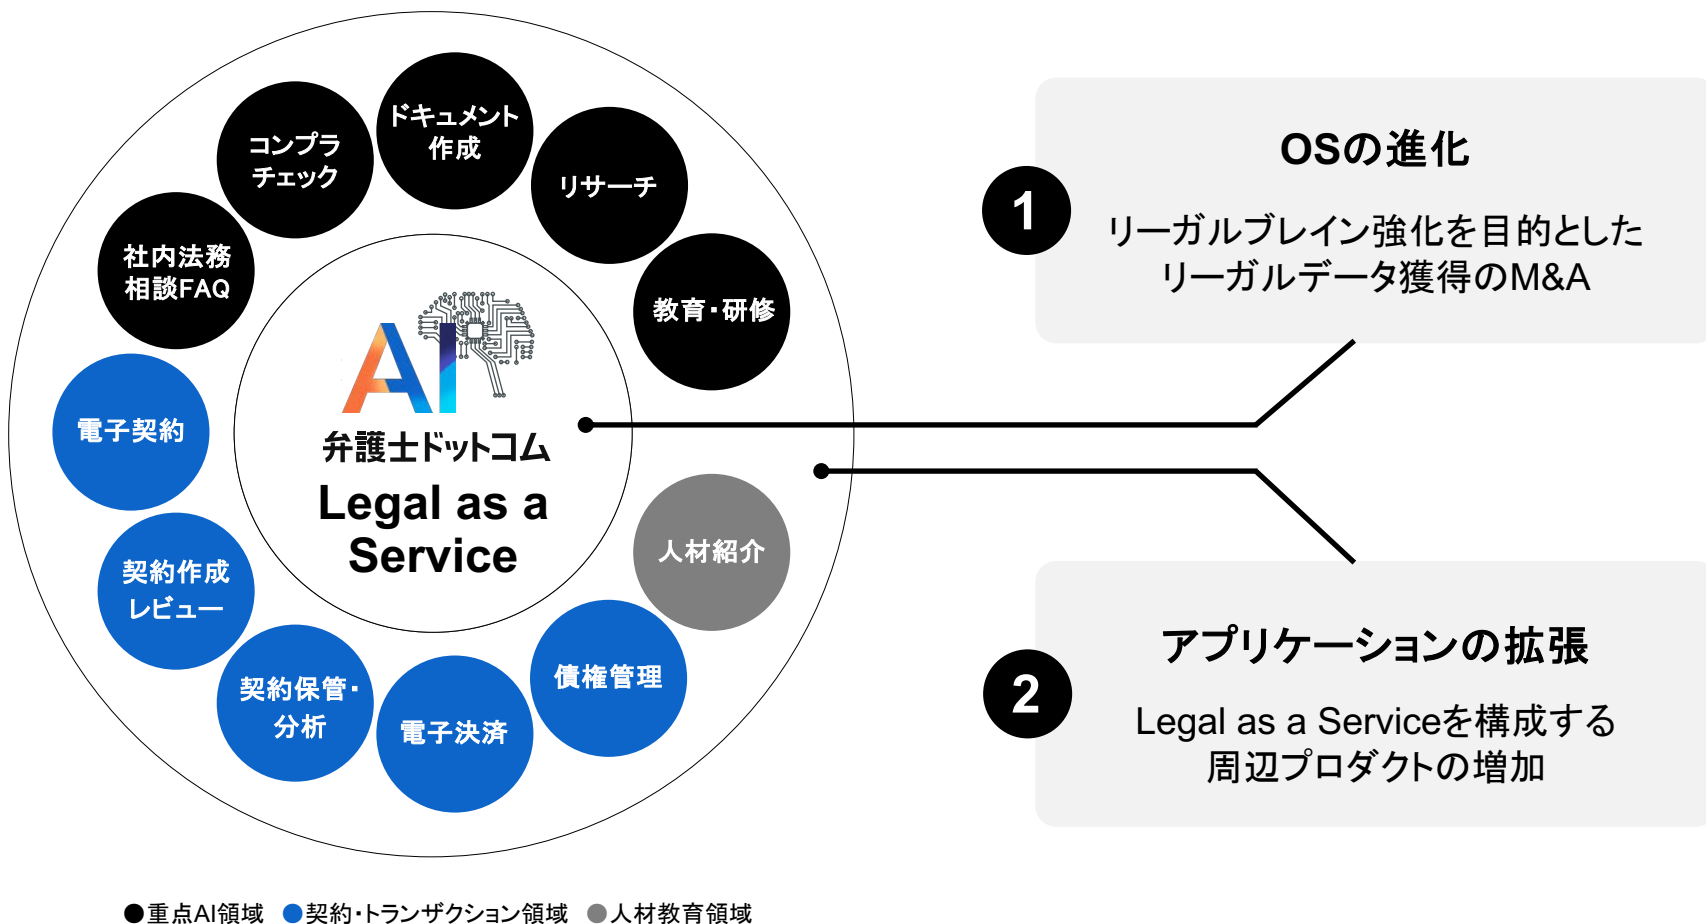 ドキュメント
作成
コンプラ
チェック
リサーチ
社内法務
相談FAQ
教育・研修
電子契約
契約作成
レビュー
契約保管・
分析
電子決済
債権管理
人材紹介
AI
弁護士ドットコム
Legal as a
Service
1
OSの進化
リーガルブレイン強化を目的とした
リーガルデータ獲得のM&A
2
アプリケーションの拡張
Legal as a Serviceを構成する
周辺プロダクトの増加
●重点AI領域 ●契約・トランザクション領域 ●人材教育領域